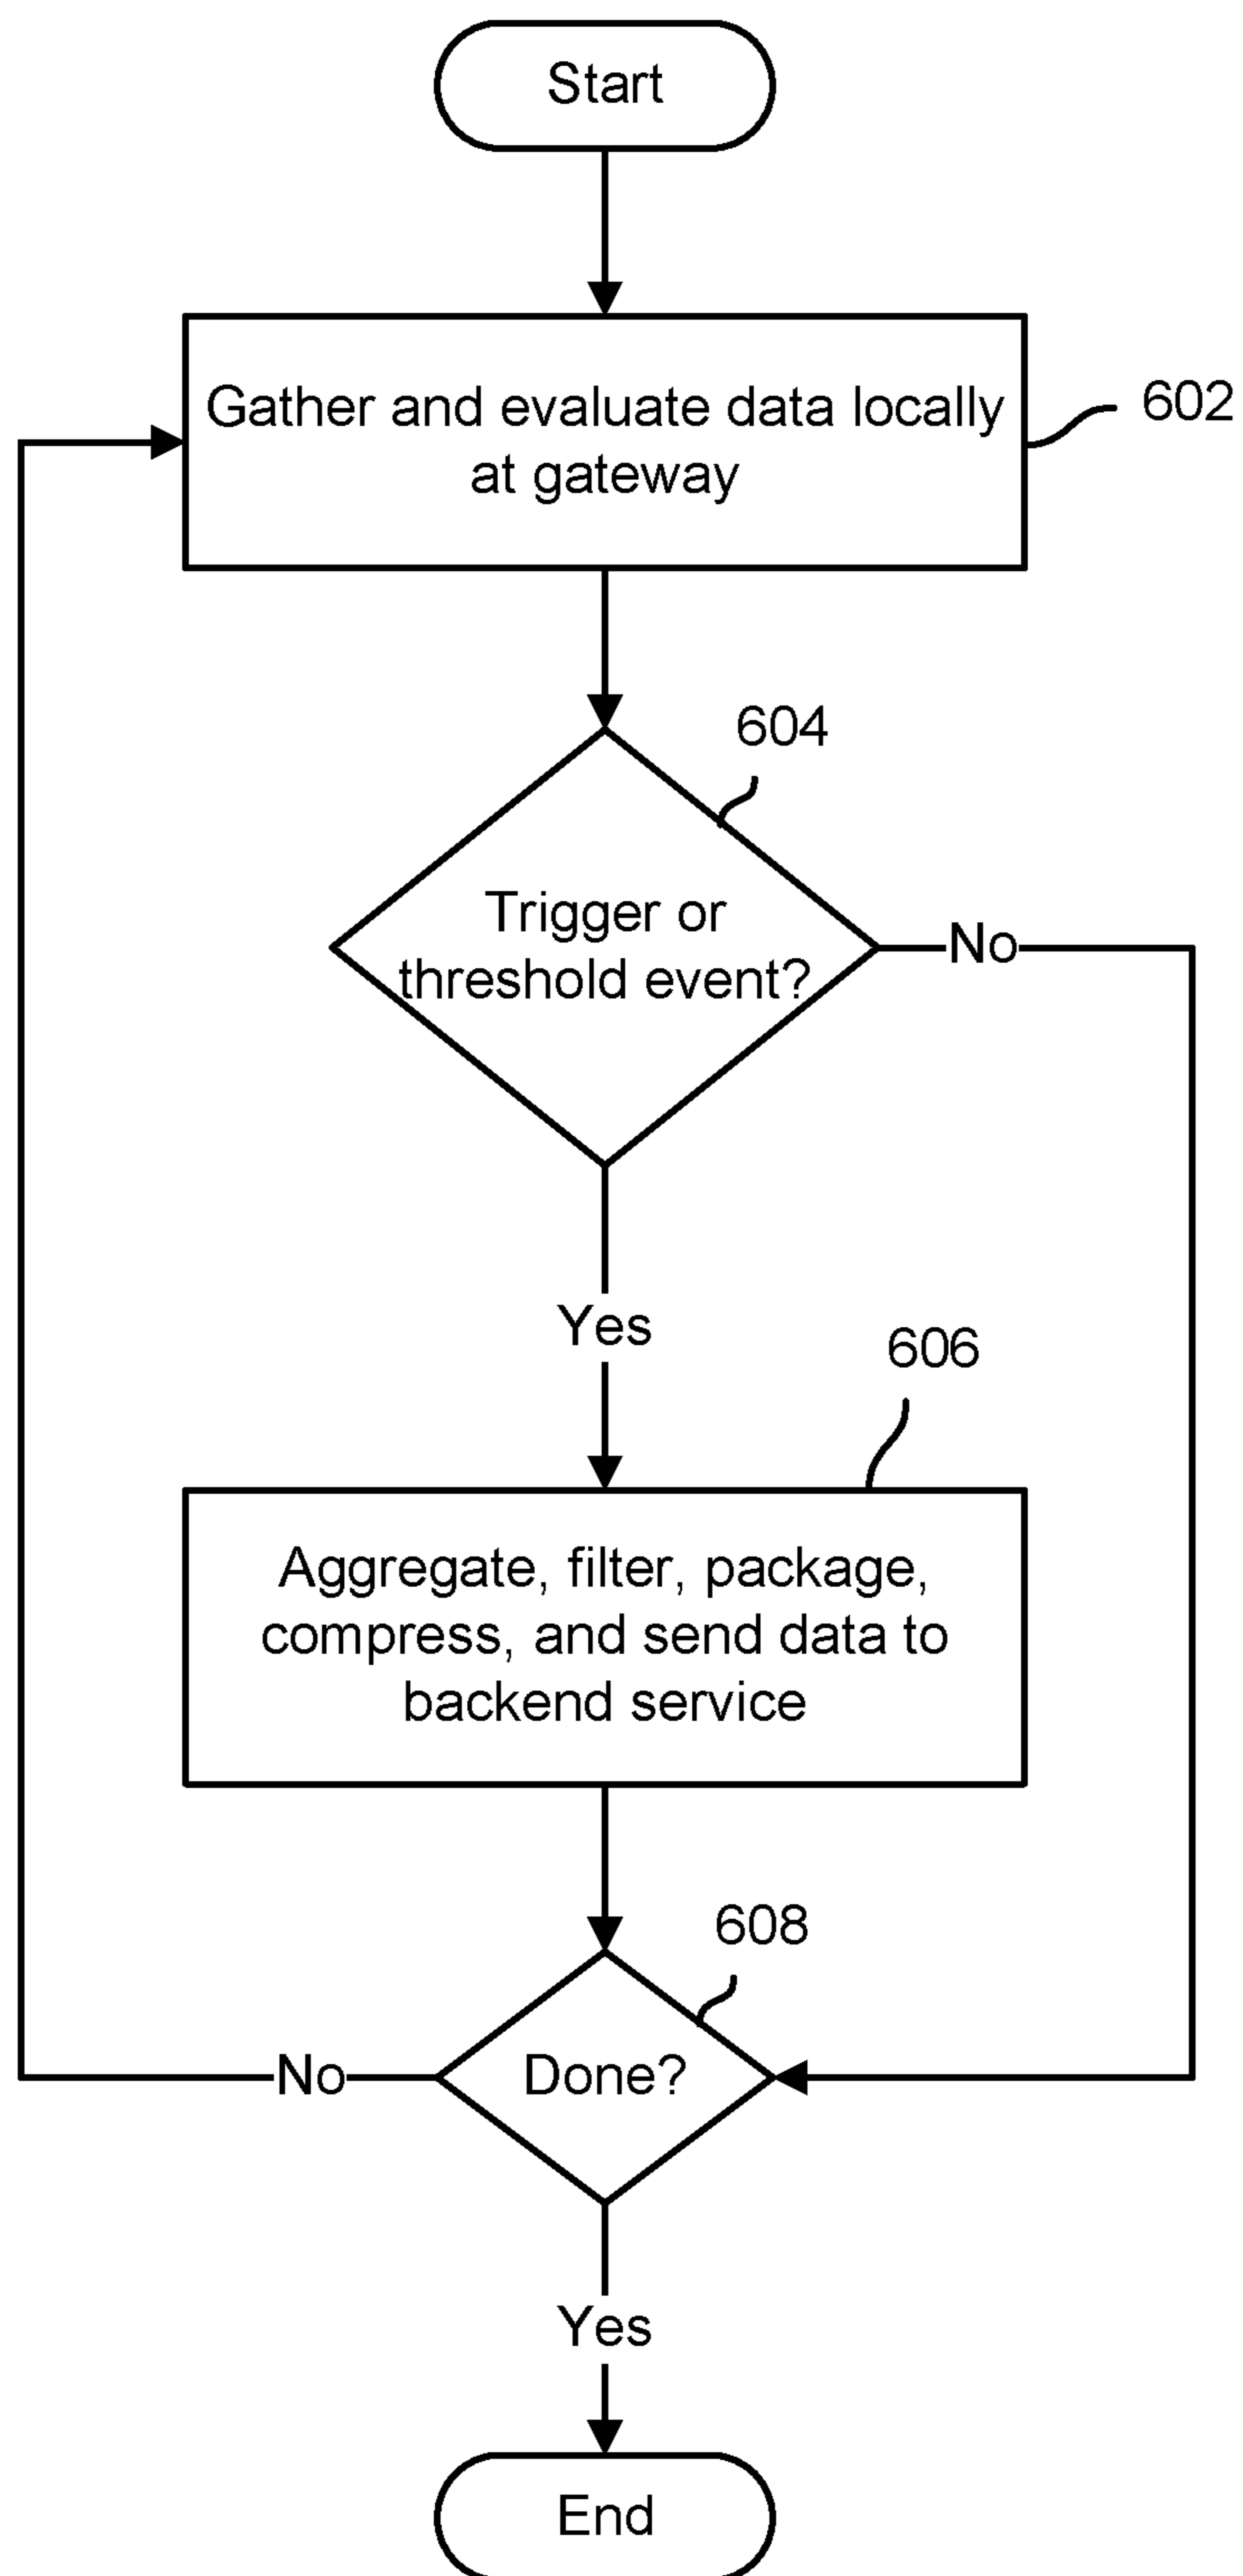 Start
Gather and evaluate data locally
at gateway
602
604
Trigger or
threshold event?
No
Yes
606
Aggregate, filter, package,
compress, and send data to
backend service
608
Done?
No
Yes
End